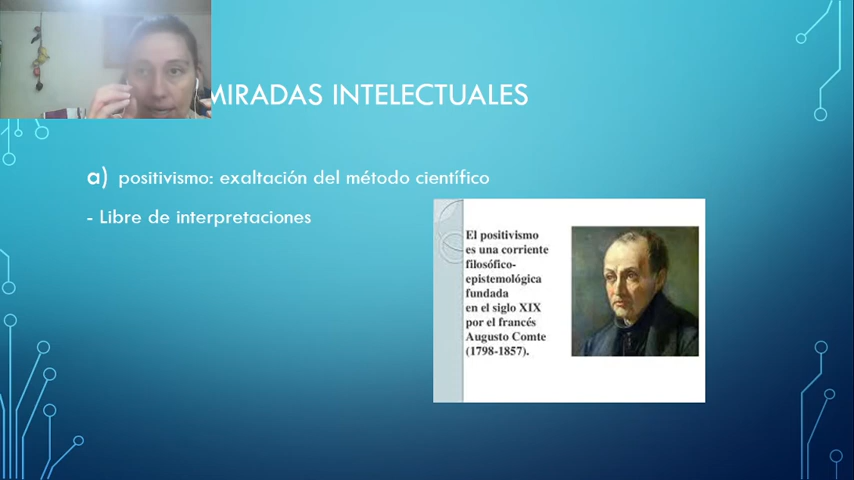 MIRADAS INTELECTUALES
a) positivismo: exaltación del método científico
- Libre de interpretaciones
El positivismo
es una corriente
filosófico-
epistemológica
fundada
en el siglo XIX
por el francés
Augusto Comte
(1798-1857).